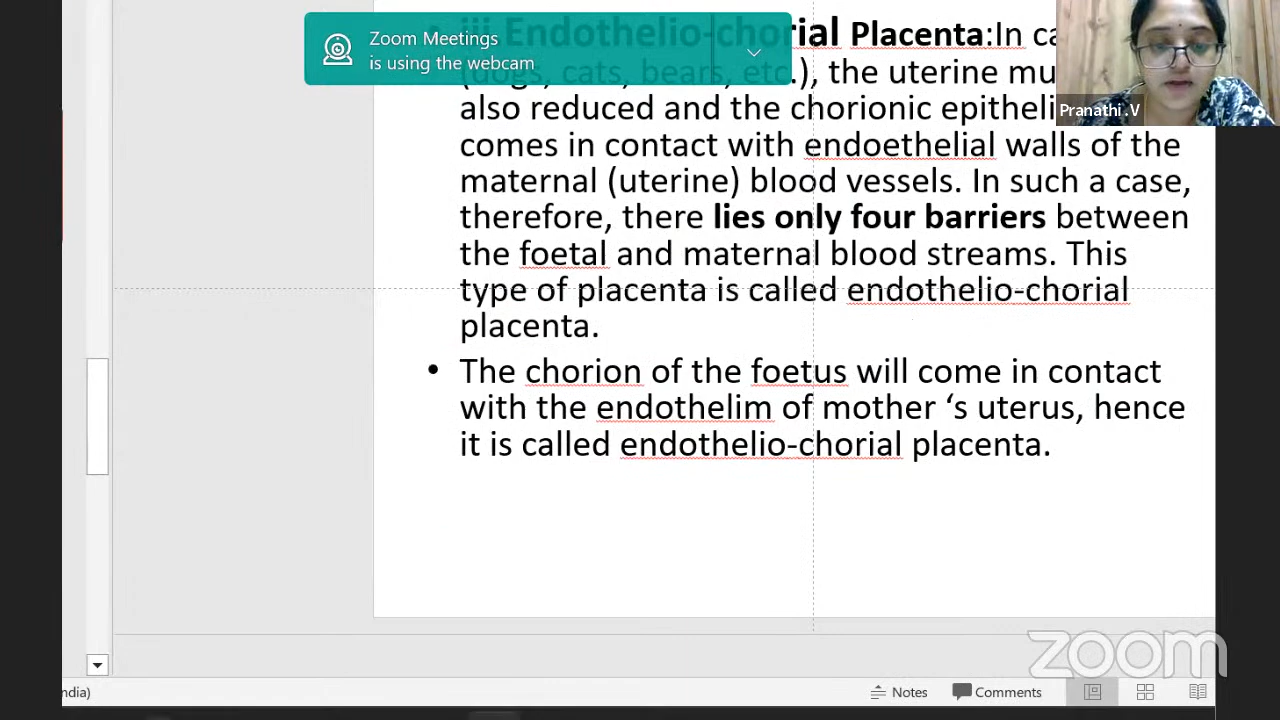 Zoom Meetings
is using the webcam
• iii Endothelio-chorial Placenta:In
(dogs, cats, bears, etc.), the uterine
also reduced and the chorionic
comes in contact with endoethelial walls of the
maternal (uterine) blood vessels. In such a case,
therefore, there lies only four barriers between
the foetal and maternal blood streams. This
type of placenta is called endothelio-chorial
placenta.
• The chorion of the foetus will come in contact
with the endothelim of mother ‘s uterus, hence
it is called endothelio-chorial placenta.
Pranathi .V
zoom
ndia)
Notes
Comments